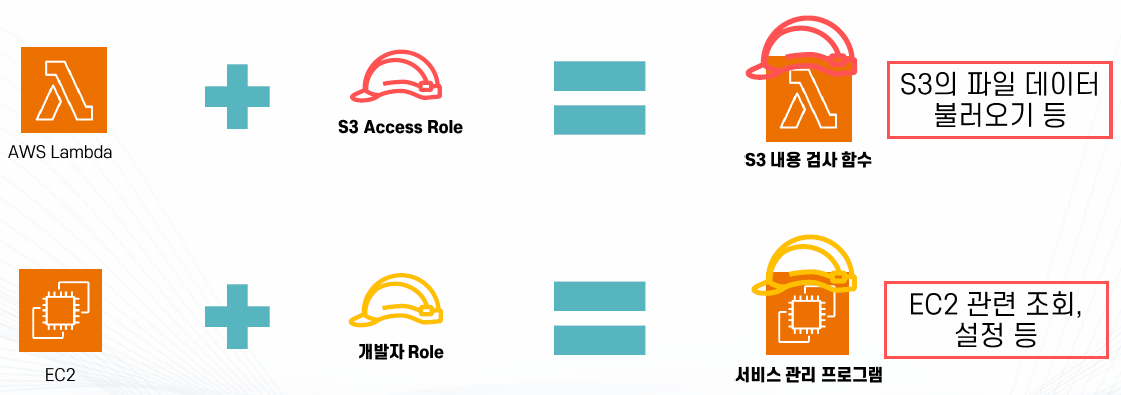 AWS Lambda
S3 Access Role
S3 내용 검사 함수
S3의 파일 데이터
불러오기 등
EC2
개발자 Role
서비스 관리 프로그램
EC2 관련 조회,
설정 등